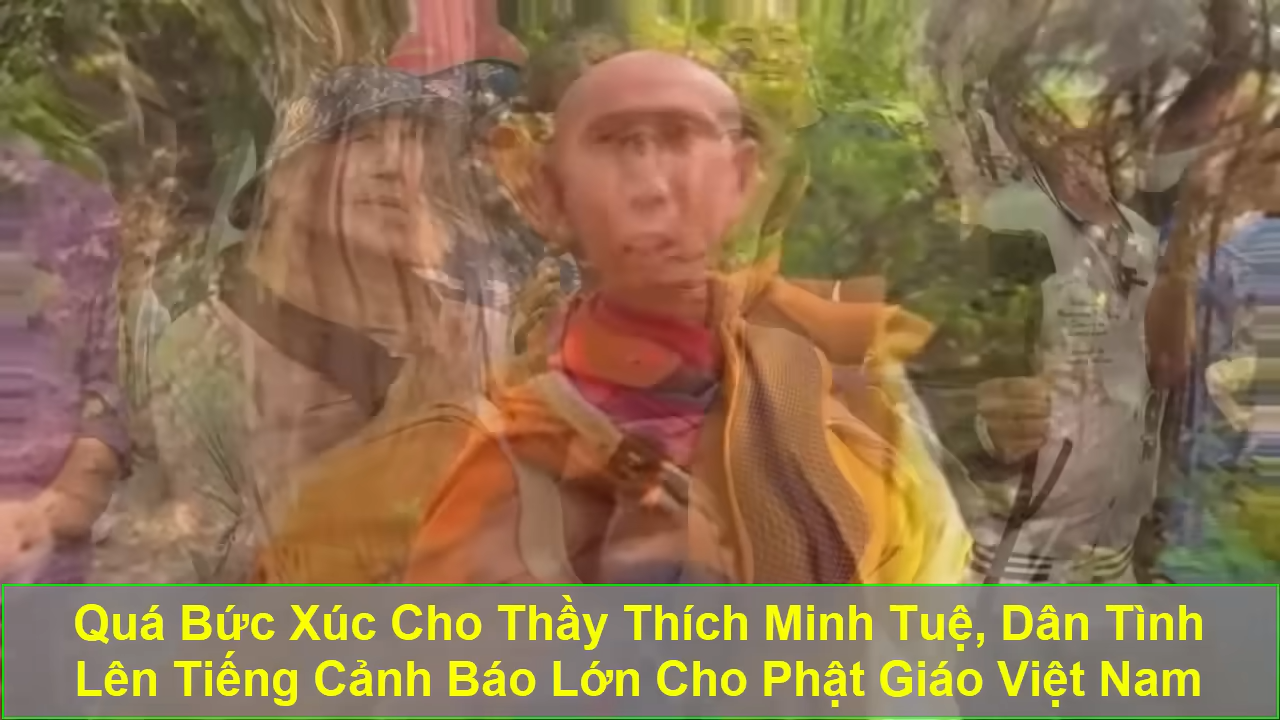 Quá Bức Xúc Cho Thầy Thích Minh Tuệ, Dân Tình
Lên Tiếng Cảnh Báo Lớn Cho Phật Giáo Việt Nam